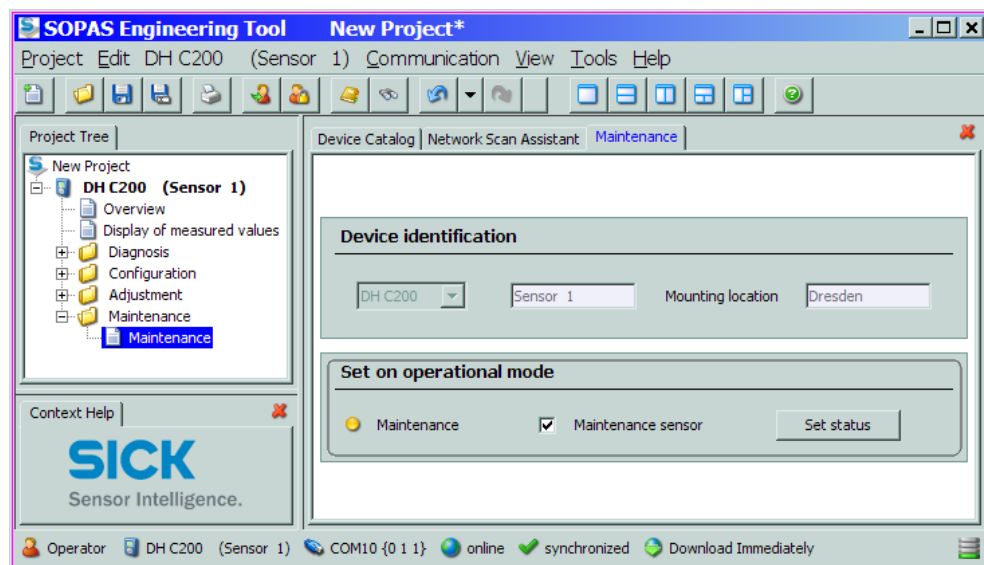 SOPAS Engineering Tool New Project*
Project Edit DH C200 (Sensor 1) Communication View Tools Help
Project Tree
New Project
DH C200 (Sensor 1)
Overview
Display of measured values
Diagnosis
Configuration
Adjustment
Maintenance
Maintenance
Context Help
SICK
Sensor Intelligence.
Device Catalog Network Scan Assistant Maintenance
Device identification
DH C200 Sensor 1 Mounting location Dresden
Set on operational mode
Maintenance Maintenance sensor Set status
Operator DH C200 (Sensor 1) COM10 {0 1 1} online synchronized Download Immediately